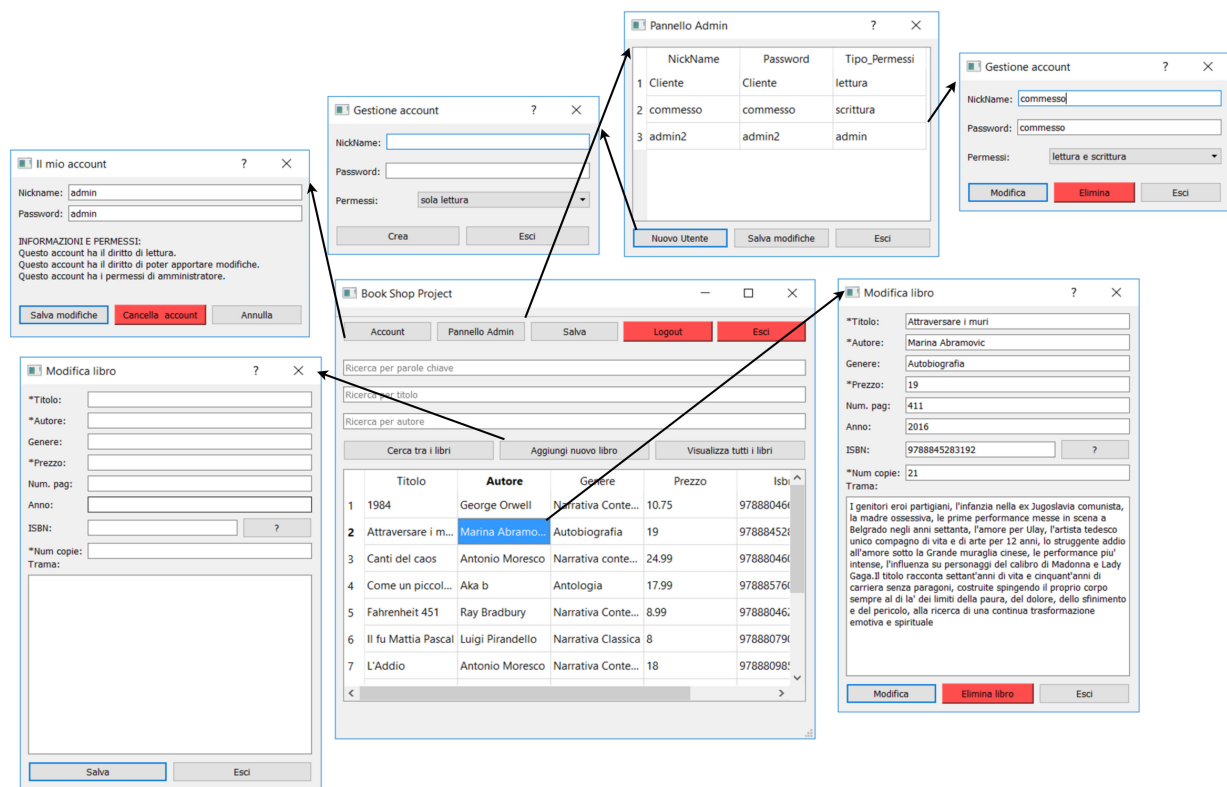 Pannello Admin ? ×
NickName Password Tipo_Permessi
1 Cliente Cliente lettura
2 commesso commesso scrittura
3 admin2 admin2 admin
Nuovo Utente Salva modifiche Esci
Gestione account ? ×
NickName: commesso
Password: commesso
Permessi: lettura e scrittura
Modifica Elimina Esci
Gestione account ? ×
NickName:
Password:
Permessi: sola lettura
Crea Esci
Il mio account ? ×
Nickname: admin
Password: admin
INFORMAZIONI E PERMESSI:
Questo account ha il diritto di lettura.
Questo account ha il diritto di poter apportare modifiche.
Questo account ha i permessi di amministratore.
Salva modifiche Cancella account Annulla
Book Shop Project
Account Pannello Admin Salva Logout Esci
Ricerca per parole chiave
Ricerca per titolo
Ricerca per autore
Cerca tra i libri Aggiungi nuovo libro Visualizza tutti i libri
Titolo Autore Genere Prezzo
1 1984 George Orwell Narrativa Conte... 10.75
2 Attraversare i m... Marina Abramo... Autobiografia 19 97888452
3 Canti del caos Antonio Moresco Narrativa conte... 24.99
4 Come un piccol... Aka b Antologia 17.99
5 Fahrenheit 451 Ray Bradbury Narrativa Conte... 8.99
6 Il fu Mattia Pascal Luigi Pirandello Narrativa Classica 8
7 L'Addio Antonio Moresco Narrativa Conte... 18
Modifica libro ? ×
*Titolo: Attraversare i muri
*Autore: Marina Abramovic
Genere: Autobiografia
*Prezzo: 19
Num. pag: 411
Anno: 2016
ISBN: 9788845283192 ?
*Num copie: 21
Trama:
I genitori eroi partigiani, l'infanzia nella ex Jugoslavia comunista,
la madre ossessiva, le prime performance messe in scena a
Belgrado negli anni settanta, l'amore per Ulay, l'artista tedesco
unico compagno di vita e di arte per 12 anni, lo struggente addio
all'amore sotto la Grande muraglia cinese, le performance piu'
intense, l'influenza su personaggi del calibro di Madonna e Lady
Gaga.Il titolo racconta settant'anni di vita e cinquant'anni di
carriera senza paragoni, costruite spingendo il proprio corpo
sempre al di la' dei limiti della paura, del dolore, dello sfinimento
e del pericolo, alla ricerca di una continua trasformazione
emotiva e spirituale
Modifica Elimina libro Esci
Modifica libro ? ×
*Titolo:
*Autore:
Genere:
*Prezzo:
Num. pag:
Anno:
ISBN: ?
*Num copie:
Trama:
Salva Esci